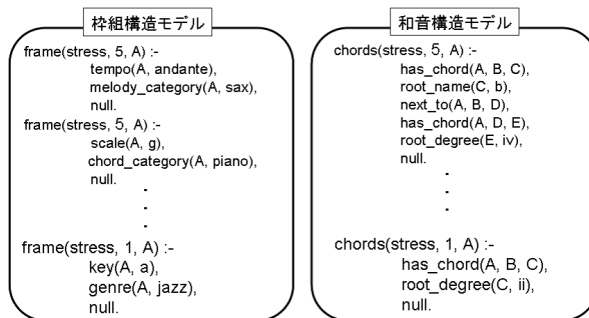 枠組構造モデル
frame(stress, 5, A) :-
tempo(A, andante),
melody_category(A, sax),
null.
frame(stress, 5, A) :-
scale(A, g),
chord_category(A, piano),
null.
.
.
.
frame(stress, 1, A) :-
key(A, a),
genre(A, jazz),
null.
和音構造モデル
chords(stress, 5, A) :-
has_chord(A, B, C),
root_name(C, b),
next_to(A, B, D),
has_chord(A, D, E),
root_degree(E, iv),
null.
.
.
.
chords(stress, 1, A) :-
has_chord(A, B, C),
root_degree(C, ii),
null.